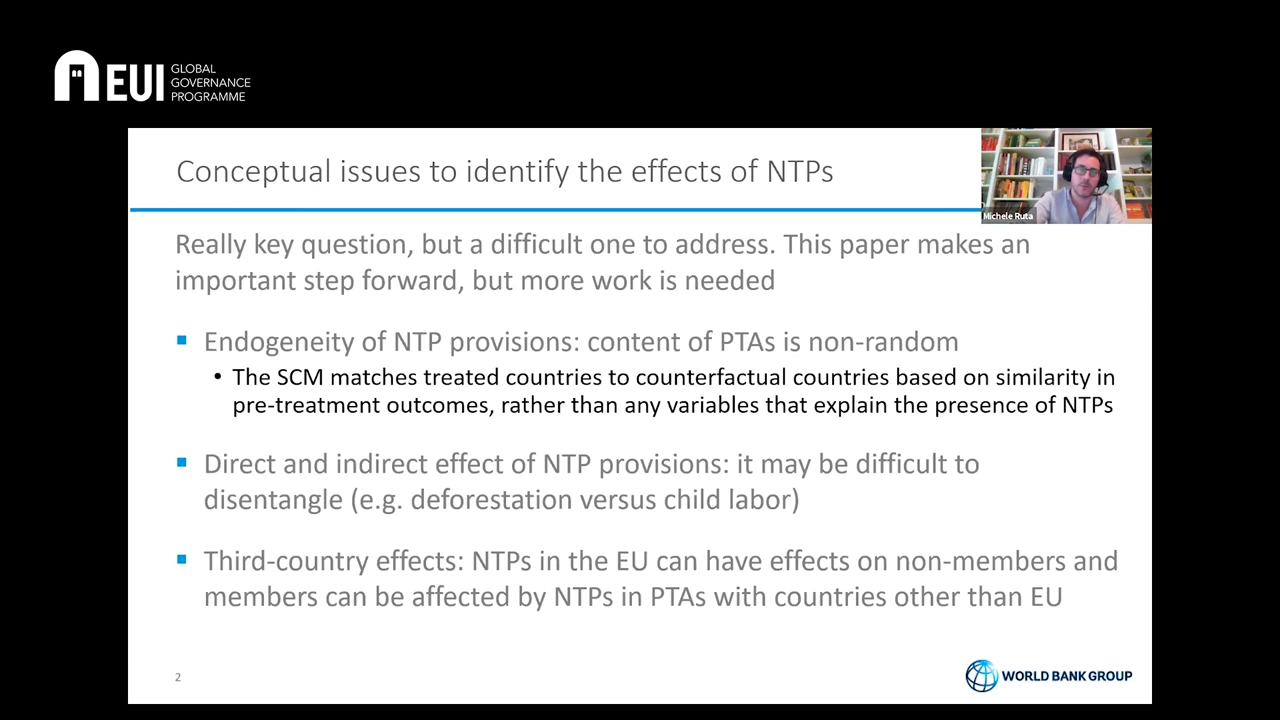 EUI
GLOBAL
GOVERNANCE
PROGRAMME
Conceptual issues to identify the effects of NTPs
Michele Ruta
Really key question, but a difficult one to address. This paper makes an
important step forward, but more work is needed
Endogeneity of NTP provisions: content of PTAs is non-random
• The SCM matches treated countries to counterfactual countries based on similarity in
pre-treatment outcomes, rather than any variables that explain the presence of NTPs
Direct and indirect effect of NTP provisions: it may be difficult to
disentangle (e.g. deforestation versus child labor)
Third-country effects: NTPs in the EU can have effects on non-members and
members can be affected by NTPs in PTAs with countries other than EU
2
WORLD BANK GROUP